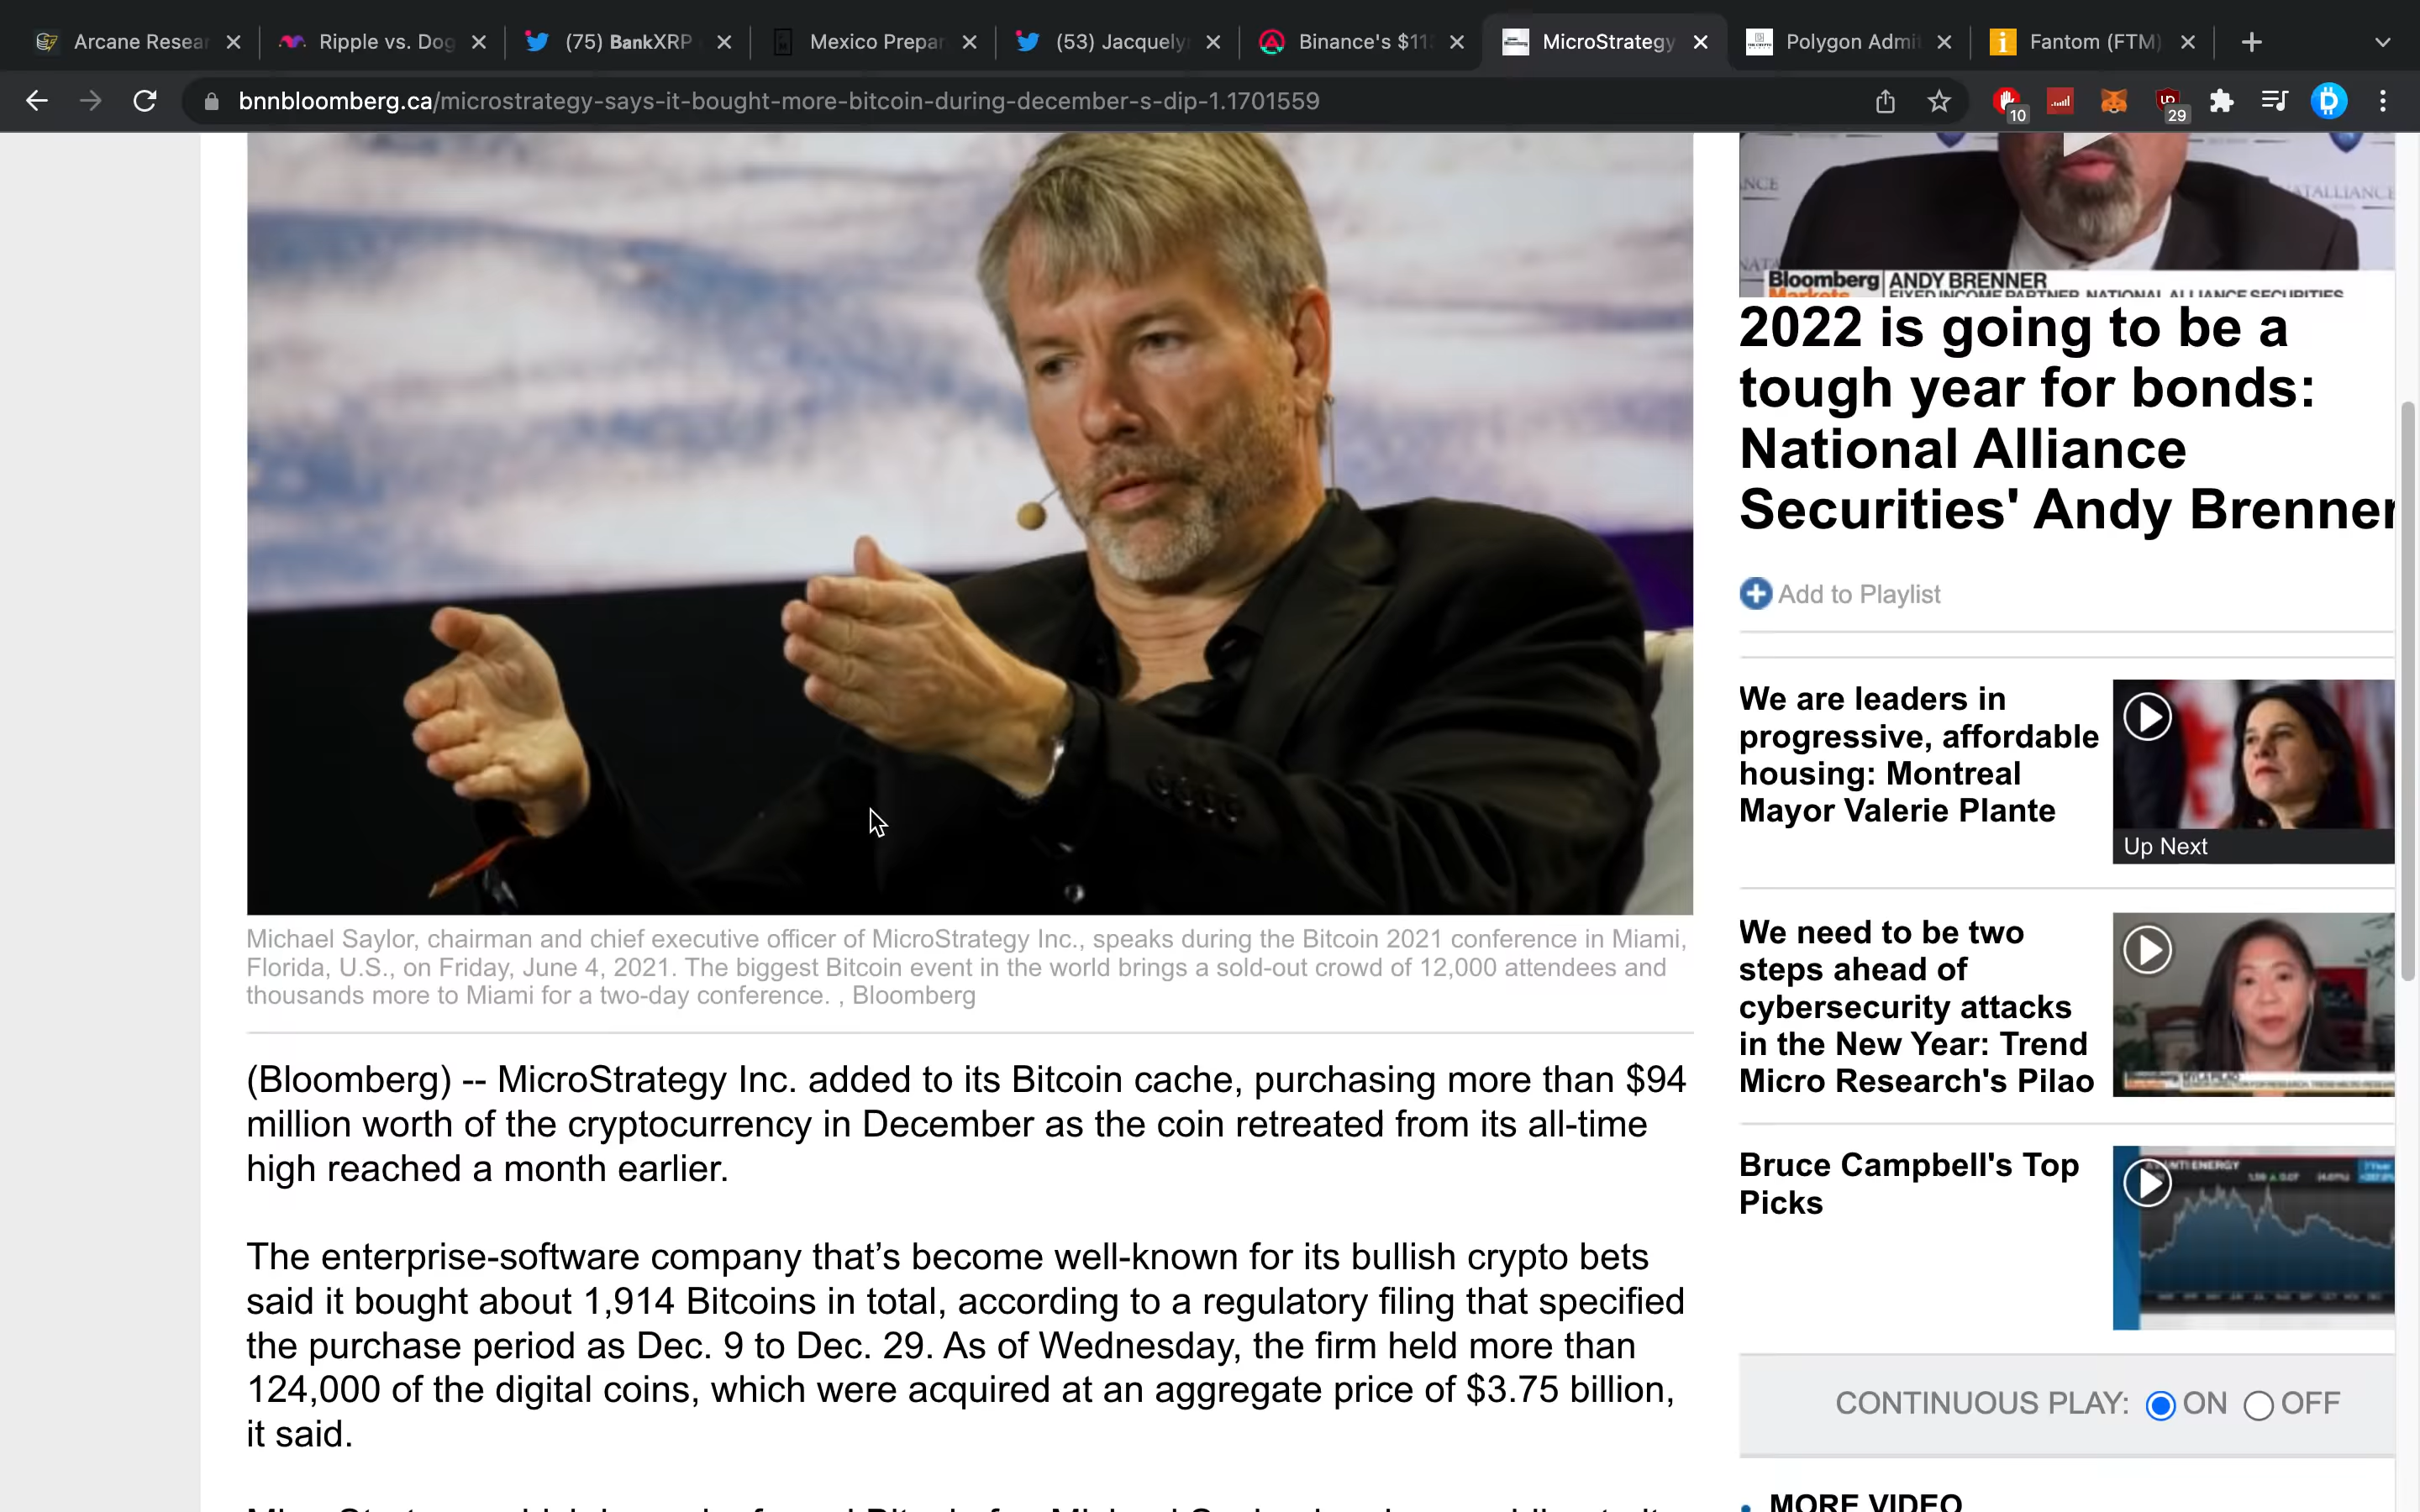 Arcane Resear
Ripple vs. Dog
(75) BankXRP
Mexico Prepar
(53) Jacquely
Binance's $11
MicroStrategy
Polygon Admi
Fantom (FTM)
bnnbloomberg.ca/microstrategy-says-it-bought-more-bitcoin-during-december-s-dip-1.1701559
10
29
Michael Saylor, chairman and chief executive officer of MicroStrategy Inc., speaks during the Bitcoin 2021 conference in Miami,
Florida, U.S., on Friday, June 4, 2021. The biggest Bitcoin event in the world brings a sold-out crowd of 12,000 attendees and
thousands more to Miami for a two-day conference. , Bloomberg
(Bloomberg) -- MicroStrategy Inc. added to its Bitcoin cache, purchasing more than $94
million worth of the cryptocurrency in December as the coin retreated from its all-time
high reached a month earlier.
The enterprise-software company that’s become well-known for its bullish crypto bets
said it bought about 1,914 Bitcoins in total, according to a regulatory filing that specified
the purchase period as Dec. 9 to Dec. 29. As of Wednesday, the firm held more than
124,000 of the digital coins, which were acquired at an aggregate price of $3.75 billion,
it said.
Bloomberg
Markets
ANDY BRENNER
FIXED INCOME PARTNER, NATIONAL ALLIANCE SECURITIES
2022 is going to be a
tough year for bonds:
National Alliance
Securities' Andy Brenner
Add to Playlist
We are leaders in
progressive, affordable
housing: Montreal
Mayor Valerie Plante
Up Next
We need to be two
steps ahead of
cybersecurity attacks
in the New Year: Trend
Micro Research's Pilao
Bruce Campbell's Top
Picks
CONTINUOUS PLAY: ON OFF
MORE VIDEO